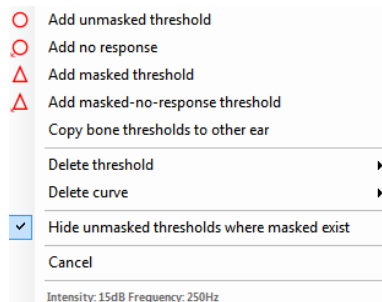 Add unmasked threshold
Add no response
Add masked threshold
Add masked-no-response threshold
Copy bone thresholds to other ear
Delete threshold
Delete curve
Hide unmasked thresholds where masked exist
Cancel
Intensity: 15dB Frequency: 250Hz